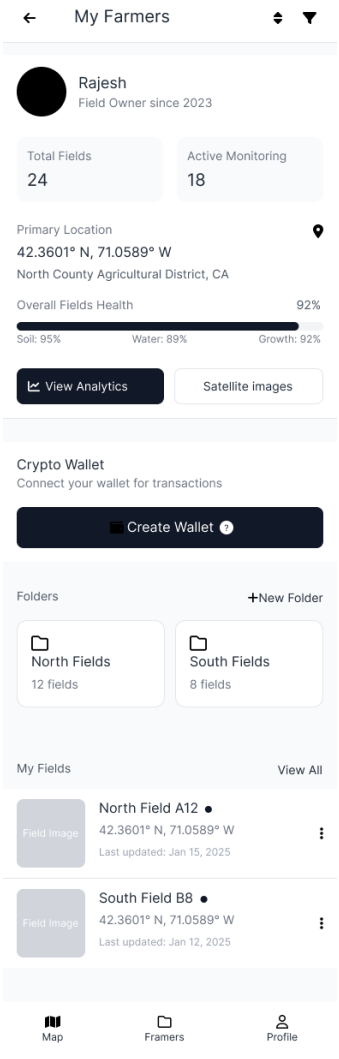 My Farmers
Rajesh
Field Owner since 2023
Total Fields
24
Active Monitoring
18
Primary Location
42.3601° N, 71.0589° W
North County Agricultural District, CA
Overall Fields Health 92%
Soil: 95% Water: 89% Growth: 92%
View Analytics
Satellite images
Crypto Wallet
Connect your wallet for transactions
Create Wallet ?
Folders
+New Folder
North Fields
12 fields
South Fields
8 fields
My Fields
View All
Field Image
North Field A12
42.3601° N, 71.0589° W
Last updated: Jan 15, 2025
Field Image
South Field B8
42.3601° N, 71.0589° W
Last updated: Jan 12, 2025
Map
Framers
Profile